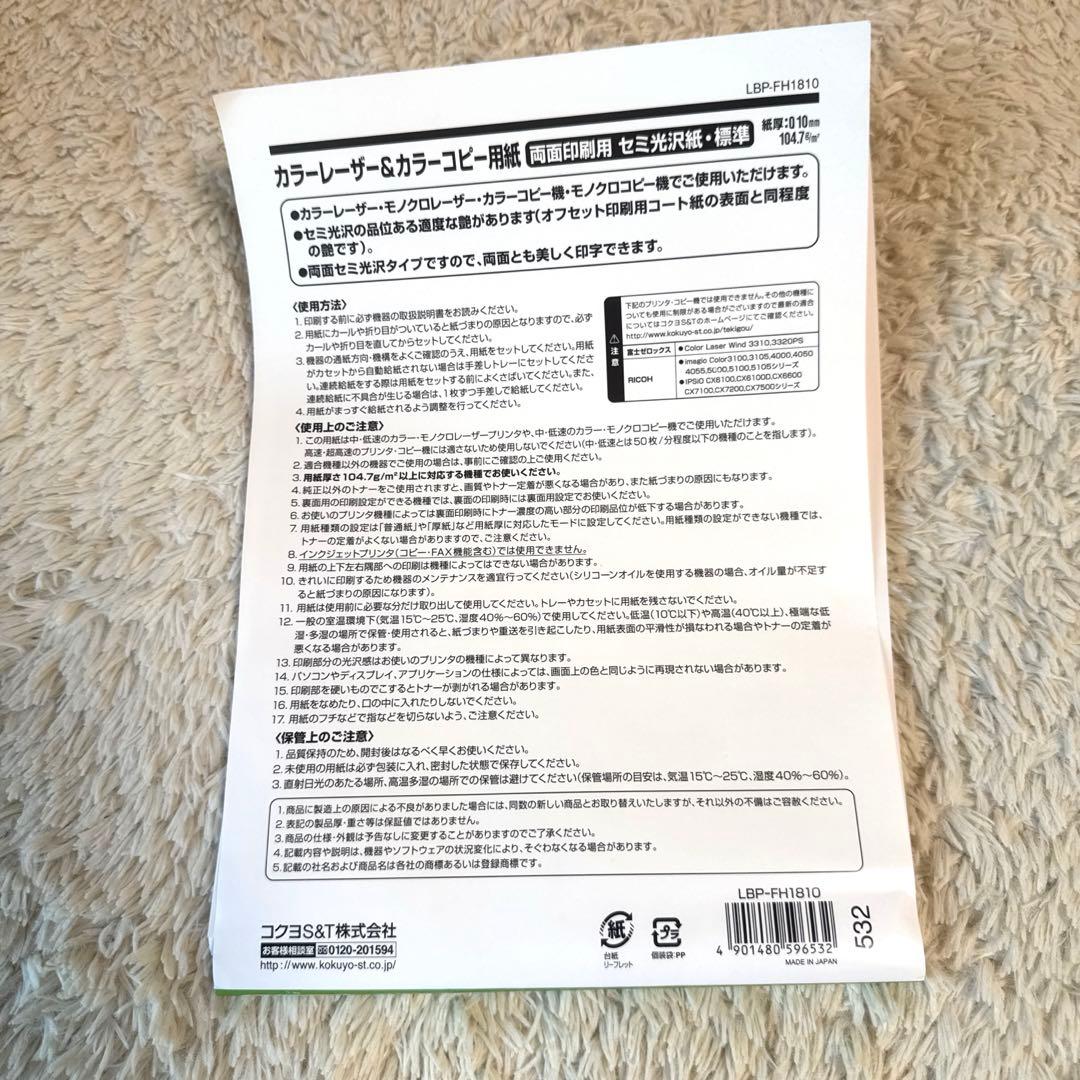 LBP-FH1810
カラーレーザー&カラーコピー用紙 両面印刷用 セミ光沢紙・標準 紙厚:0.10mm
104.7g/m²
●カラーレーザー・モノクロレーザー・カラーコピー機・モノクロコピー機でご使用いただけます。
●セミ光沢の品位ある適度な艶があります(オフセット印刷用コート紙の表面と同程度
の艶です)。
●両面セミ光沢タイプですので、両面とも美しく印字できます。
〈使用方法〉
1. 印刷する前に必ず機器の取扱説明書をお読みください。
2. 用紙にカールや折り目がついていると紙づまりの原因となりますので、必ず
カールや折り目を直してからセットしてください。
3. 機器の通紙方向・機構をよくご確認のうえ、用紙をセットしてください。用紙
がカセットから自動給紙されない場合は手差しトレーにセットしてくださ
い。連続給紙をする際は用紙をセットする前によくさばいてください。また、
連続給紙に不具合が生じる場合は、1枚ずつ手差しで給紙してください。
4. 用紙がまっすぐ給紙されるよう調整を行ってください。
⚠注意
下記のプリンタ・コピー機では使用できません。その他の機種に
ついても使用に制限がある場合がございますので最新の適合
についてはコクヨS&Tのホームページにてご確認ください。
http://www.kokuyo-st.co.jp/tekigou/
富士ゼロックス ●Color Laser Wind 3310,3320PS
RICOH ●imagio Color3100,3105,4000,4050
4055,5000,5100,5105シリーズ
●IPSiO CX6100,CX6100D,CX6600
CX7100,CX7200,CX7500シリーズ
〈使用上のご注意〉
1. この用紙は中・低速のカラー・モノクロレーザープリンタや、中・低速のカラー・モノクロコピー機でご使用いただけます。
高速・超高速のプリンタ・コピー機には適さないため使用しないでください(中・低速とは50枚/分程度以下の機種のことを指します)。
2. 適合機種以外の機器でご使用の場合は、事前にご確認の上ご使用ください。
3. 用紙厚さ104.7g/m²以上に対応する機種でお使いください。
4. 純正以外のトナーをご使用されますと、画質やトナー定着が悪くなる場合があり、また紙づまりの原因にもなります。
5. 裏面用の印刷設定ができる機種では、裏面の印刷時には裏面用設定でお使いください。
6. お使いのプリンタ機種によっては裏面印刷時にトナー濃度の高い部分の印刷品位が低下する場合があります。
7. 用紙種類の設定は「普通紙」や「厚紙」など用紙厚に対応したモードに設定してください。用紙種類の設定ができない機種では、
トナーの定着がよくない場合がありますので、ご注意ください。
8. インクジェットプリンタ(コピー・FAX機能含む)では使用できません。
9. 用紙の上下左右隅部への印刷は機種によってはできない場合があります。
10. きれいに印刷するため機器のメンテナンスを適宜行ってください(シリコーンオイルを使用する機器の場合、オイル量が不足す
ると紙づまりの原因になります)。
11. 用紙は使用前に必要な分だけ取り出して使用してください。トレーやカセットに用紙を残さないでください。
12. 一般の室温環境下(気温15℃~25℃、湿度40%~60%)で使用してください。低温(10℃以下)や高温(40℃以上)、極端な低
湿・多湿の場所で保管・使用されると、紙づまりや重送を引き起こしたり、用紙表面の平滑性が損なわれる場合やトナーの定着が
悪くなる場合があります。
13. 印刷部分の光沢感はお使いのプリンタの機種によって異なります。
14. パソコンやディスプレイ、アプリケーションの仕様によっては、画面上の色と同じように再現されない場合があります。
15. 印刷部を硬いものでこするとトナーが剥がれる場合があります。
16. 用紙をなめたり、口の中に入れたりしないでください。
17. 用紙のフチなどで指などを切らないよう、ご注意ください。
〈保管上のご注意〉
1. 品質保持のため、開封後はなるべく早くお使いください。
2. 未使用の用紙は必ず包装に入れ、密封した状態で保存してください。
3. 直射日光のあたる場所、高温多湿の場所での保管は避けてください(保管場所の目安は、気温15℃~25℃、湿度40%~60%)。
1. 商品に製造上の原因による不良がありました場合には、同数の新しい商品とお取り替えいたしますが、それ以外の不備はご容赦ください。
2. 表記の製品厚・重さ等は保証値ではありません。
3. 商品の仕様・外観は予告なしに変更することがありますのでご了承ください。
4. 記載内容や説明は、機器やソフトウェアの状況変化により、そぐわなくなる場合があります。
5. 記載の社名および商品名は各社の商標あるいは登録商標です。
コクヨS&T株式会社
お客様相談室 0120-201594
http://www.kokuyo-st.co.jp/
紙
台紙
リーフレット
プラ
個装袋:PP
LBP-FH1810
4 901480 596532
MADE IN JAPAN
532